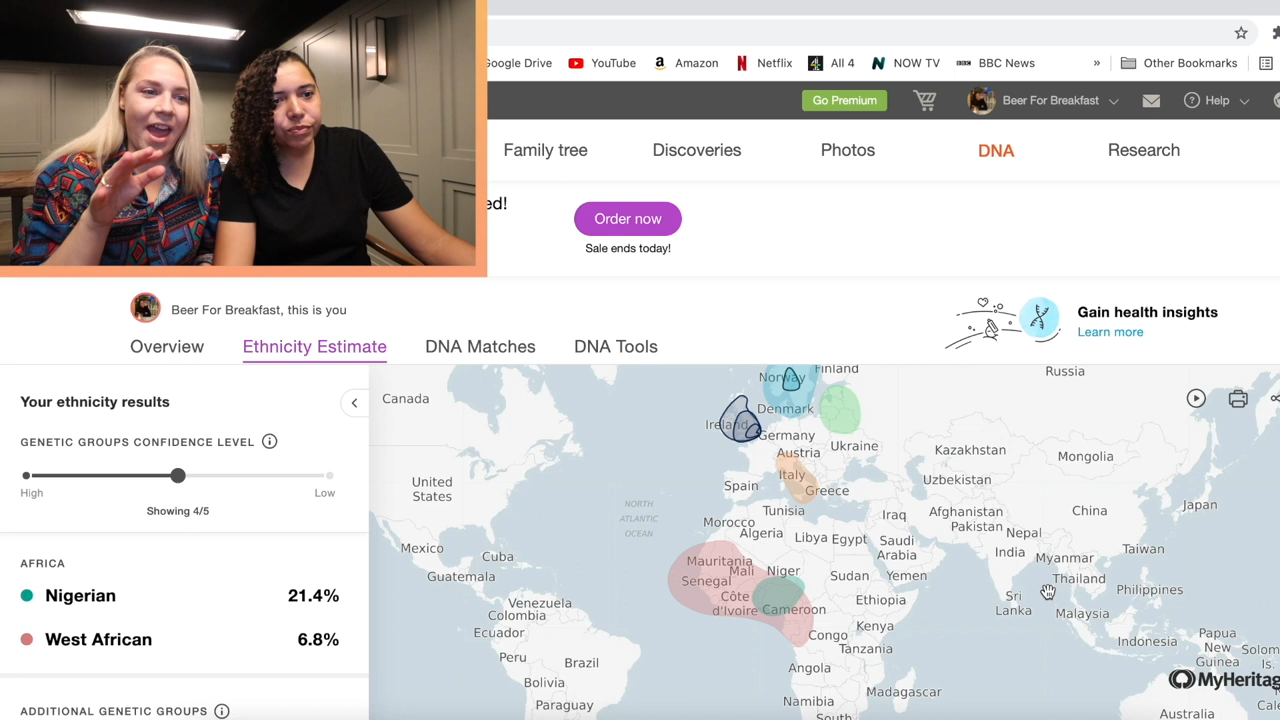 Google Drive
YouTube
Amazon
Netflix
All 4
NOW TV
BBC News
»
Other Bookmarks
Go Premium
Beer For Breakfast
Help
Family tree
Discoveries
Photos
DNA
Research
ed!
Order now
Sale ends today!
Beer For Breakfast, this is you
Gain health insights
Learn more
Overview
Ethnicity Estimate
DNA Matches
DNA Tools
Your ethnicity results
GENETIC GROUPS CONFIDENCE LEVEL
High
Low
Showing 4/5
AFRICA
Nigerian 21.4%
West African 6.8%
ADDITIONAL GENETIC GROUPS
Canada
Norway
Finland
Russia
Denmark
Ireland
Germany
Ukraine
Austria
Kazakhstan
Mongolia
Italy
United
States
Spain
Greece
Uzbekistan
NORTH
ATLANTIC
OCEAN
Tunisia
Afghanistan
China
Japan
Morocco
Iraq
Pakistan
Algeria
Libya
Egypt
Saudi
Arabia
Nepal
Mexico
Cuba
India
Myanmar
Taiwan
Mauritania
Mali
Niger
Guatemala
Senegal
Sudan
Yemen
Thailand
Philippines
Côte
d'Ivoire
Cameroon
Ethiopia
Sri
Lanka
Malaysia
Venezuela
Colombia
Ecuador
Kenya
Congo
Tanzania
Indonesia
Papua
New
Guinea
Solom
Is.
Peru
Brazil
Angola
Bolivia
Madagascar
MyHeritag
Paraguay
Namibia
Australia
Cale
South